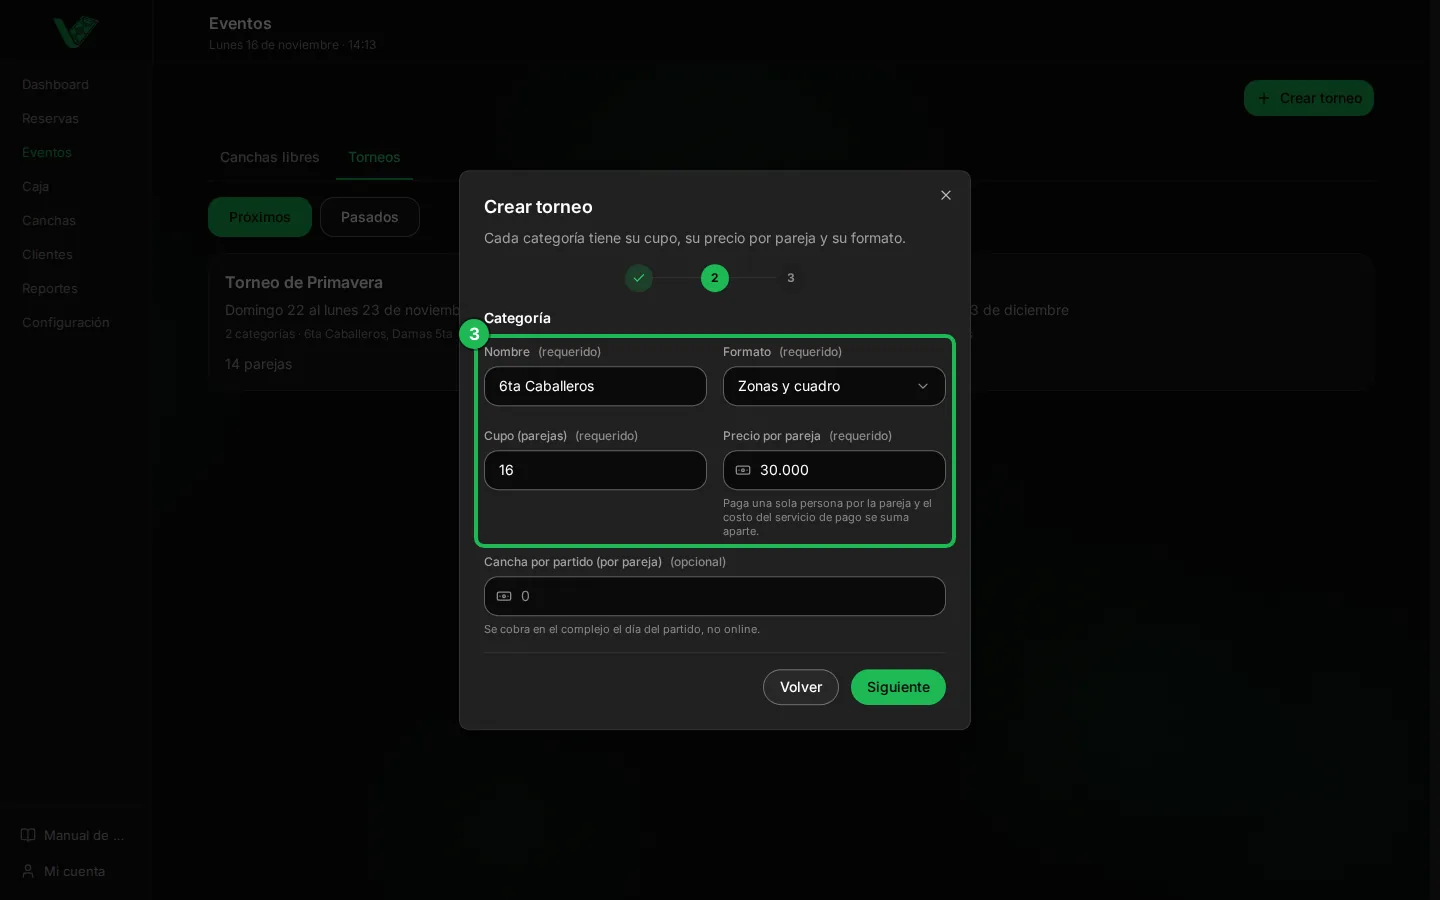 Eventos
Lunes 16 de noviembre · 14:13
Dashboard
Reservas
Eventos
Caja
Canchas
Clientes
Reportes
Configuración
Manual de ...
Mi cuenta
Crear torneo
Canchas libres
Torneos
Próximos
Pasados
Torneo de Primavera
Domingo 22 al lunes 23 de noviemb
3 de diciembre
2 categorías · 6ta Caballeros, Damas 5ta
14 parejas
Crear torneo
Cada categoría tiene su cupo, su precio por pareja y su formato.
2
3
Categoría
3
Nombre (requerido)
Formato (requerido)
6ta Caballeros
Zonas y cuadro
Cupo (parejas) (requerido)
Precio por pareja (requerido)
16
30.000
Paga una sola persona por la pareja y el
costo del servicio de pago se suma
aparte.
Cancha por partido (por pareja) (opcional)
0
Se cobra en el complejo el día del partido, no online.
Volver
Siguiente